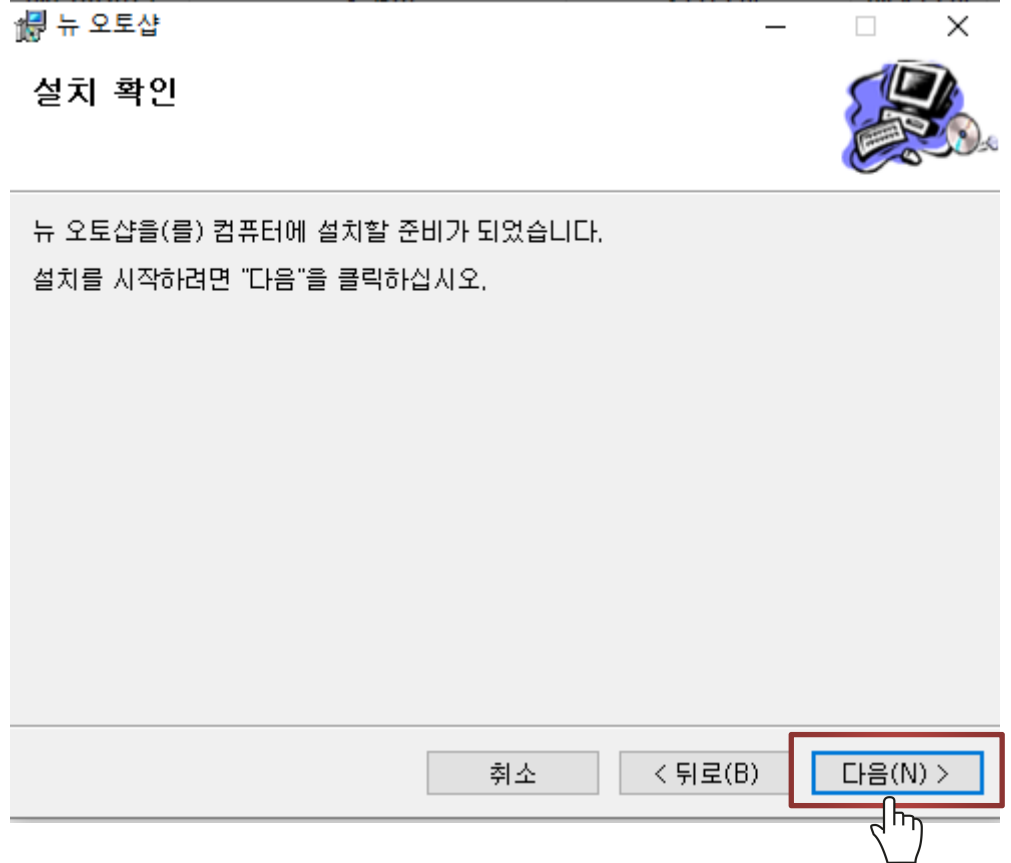 뉴 오토샵
설치 확인
뉴 오토샵을(를) 컴퓨터에 설치할 준비가 되었습니다.
설치를 시작하려면 "다음"을 클릭하십시오.
취소
< 뒤로(B)
다음(N) >